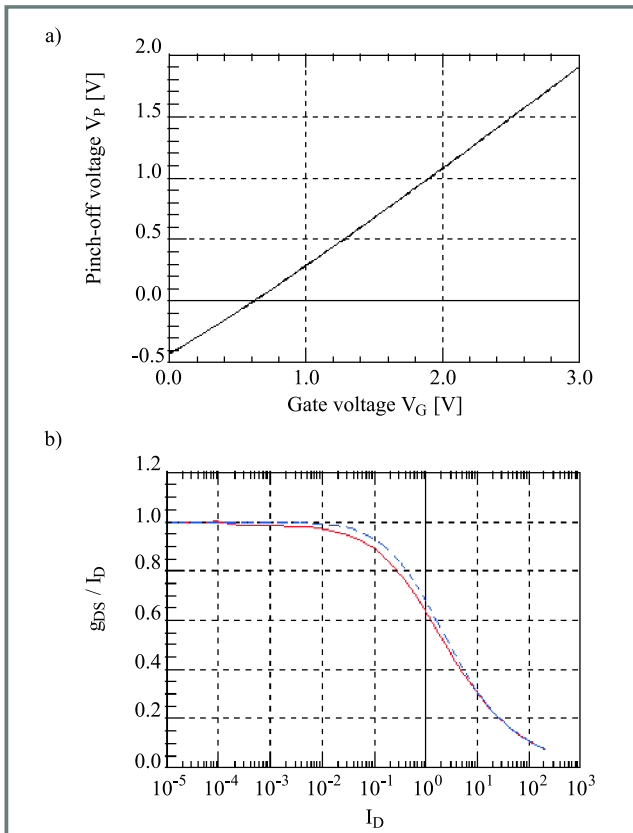 a)
2.0
1.5
1.0
0.5
0.0
-0.5
Pinch-off voltage V_P [V]
0.0 1.0 2.0 3.0
Gate voltage V_G [V]
b)
1.2
1.0
0.8
0.6
0.4
0.2
0.0
g_DS / I_D
10^-5 10^-4 10^-3 10^-2 10^-1 10^0 10^1 10^2 10^3
I_D